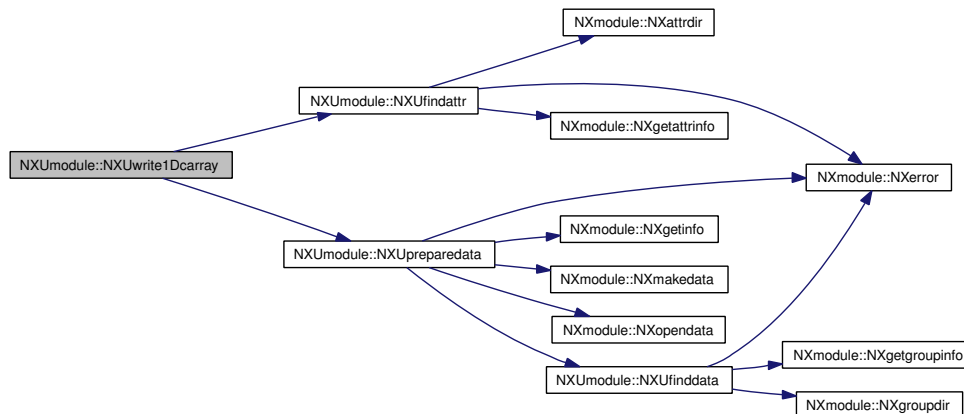 NXmodule::NXattrdir
NXUmodule::NXUfindattr
NXmodule::NXgetattrinfo
NXUmodule::NXUwrite1Dcarray
NXmodule::NXerror
NXmodule::NXgetinfo
NXUmodule::NXUpreparedata
NXmodule::NXmakedata
NXmodule::NXopendata
NXmodule::NXgetgroupinfo
NXUmodule::NXUfinddata
NXmodule::NXgroupdir